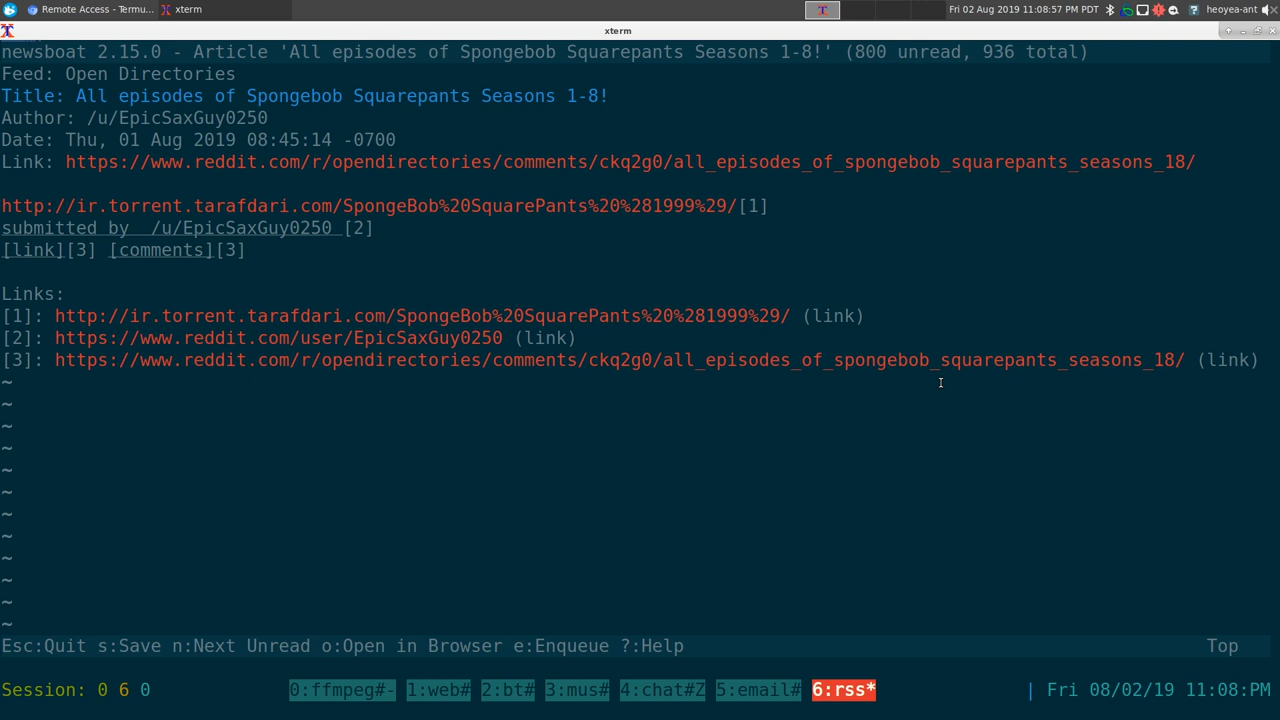 Remote Access - Termu...
xterm
Fri 02 Aug 2019 11:08:57 PM PDT
heoyea-ant
xterm
newsboat 2.15.0 - Article 'All episodes of Spongebob Squarepants Seasons 1-8!' (800 unread, 936 total)
Feed: Open Directories
Title: All episodes of Spongebob Squarepants Seasons 1-8!
Author: /u/EpicSaxGuy0250
Date: Thu, 01 Aug 2019 08:45:14 -0700
Link: https://www.reddit.com/r/opendirectories/comments/ckq2g0/all_episodes_of_spongebob_squarepants_seasons_18/
http://ir.torrent.tarafdari.com/SpongeBob%20SquarePants%20%281999%29/[1]
submitted by  /u/EpicSaxGuy0250 [2]
[link][3] [comments][3]
Links:
[1]: http://ir.torrent.tarafdari.com/SpongeBob%20SquarePants%20%281999%29/ (link)
[2]: https://www.reddit.com/user/EpicSaxGuy0250 (link)
[3]: https://www.reddit.com/r/opendirectories/comments/ckq2g0/all_episodes_of_spongebob_squarepants_seasons_18/ (link)
~
~
~
~
~
~
~
~
~
~
~
~
Esc:Quit s:Save n:Next Unread o:Open in Browser e:Enqueue ?:Help Top
Session: 0 6 0 0:ffmpeg#- 1:web# 2:bt# 3:mus# 4:chat#Z 5:email# 6:rss* | Fri 08/02/19 11:08:PM